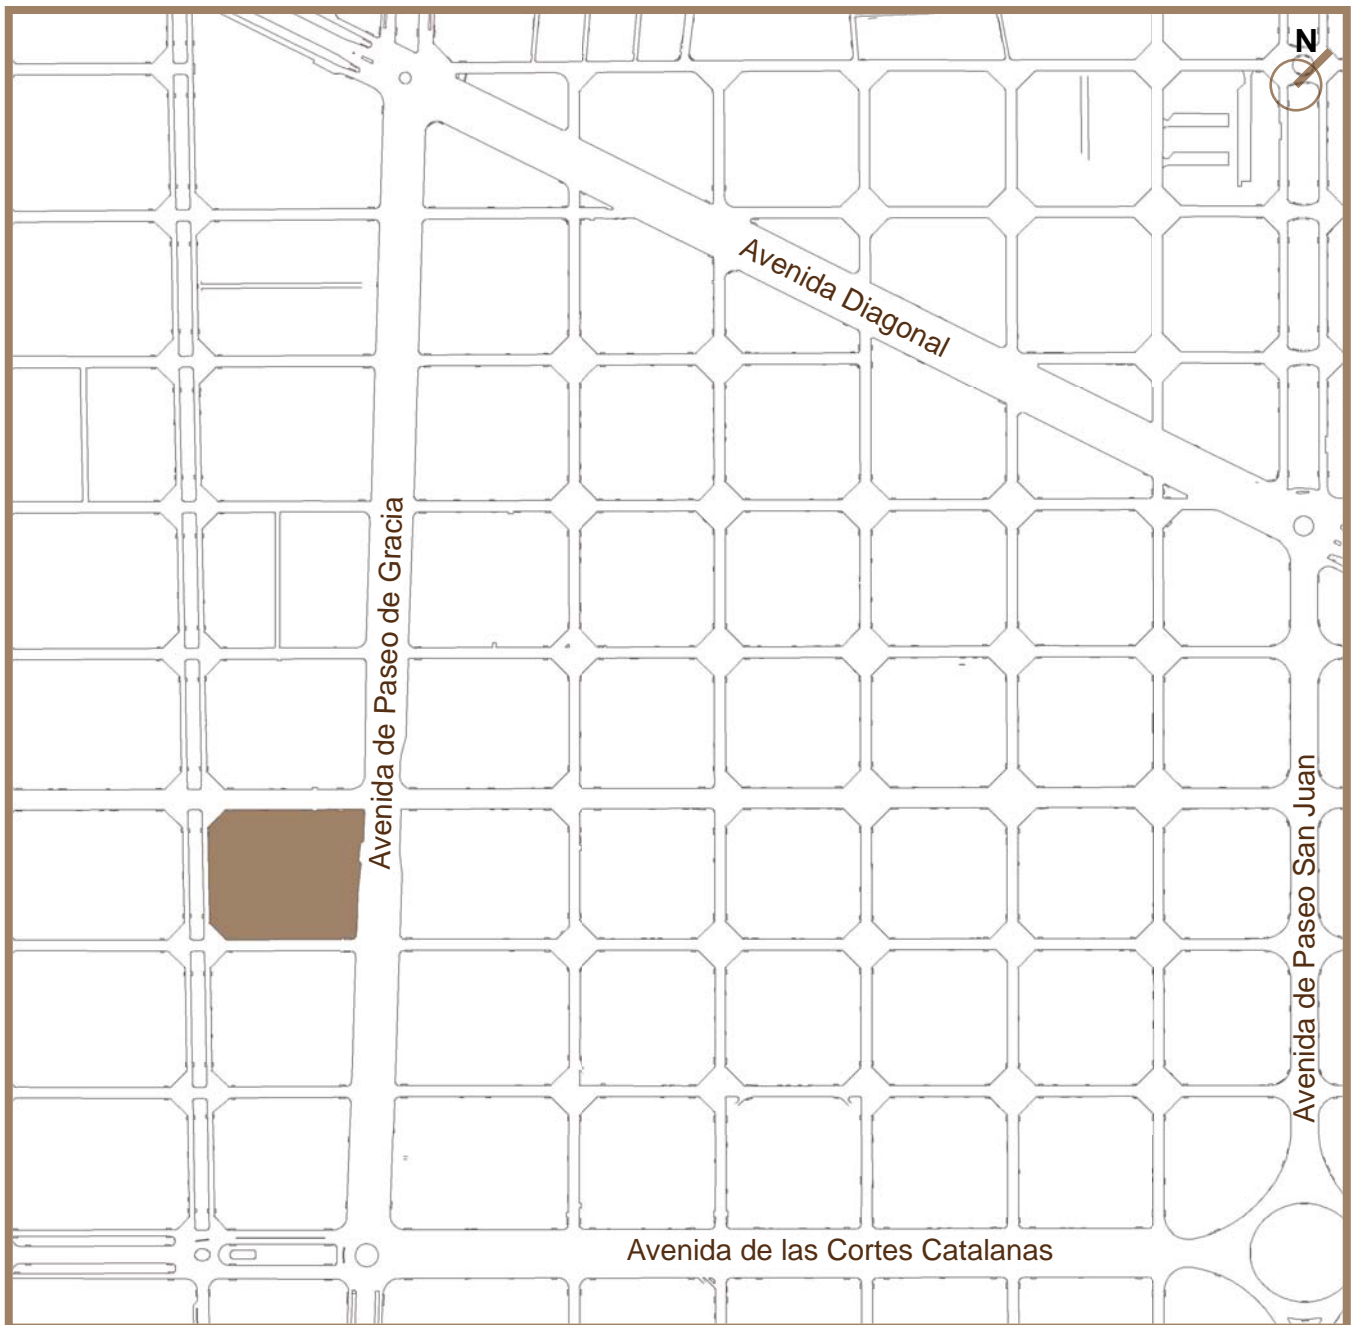 N
Avenida Diagonal
Avenida de Paseo de Gracia
Avenida de Paseo San Juan
Avenida de las Cortes Catalanas